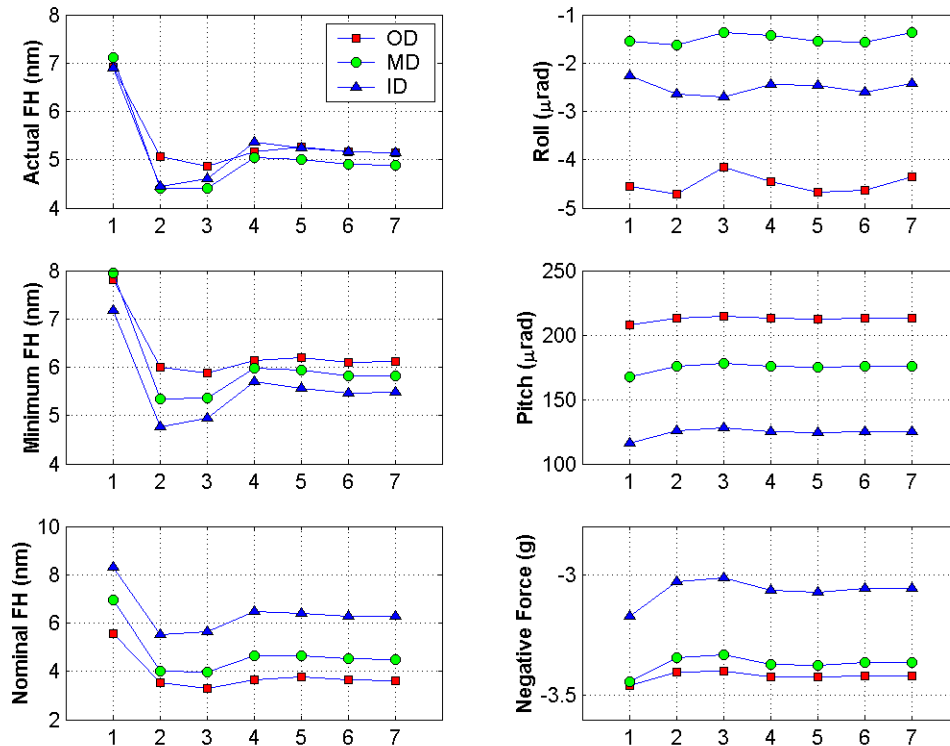 Actual FH (nm)
8
7
6
5
4
1 2 3 4 5 6 7
OD
MD
ID
Roll (μrad)
-1
-2
-3
-4
-5
1 2 3 4 5 6 7
Minimum FH (nm)
8
7
6
5
4
1 2 3 4 5 6 7
Pitch (μrad)
250
200
150
100
1 2 3 4 5 6 7
Nominal FH (nm)
10
8
6
4
2
1 2 3 4 5 6 7
Negative Force (g)
-3
-3.5
1 2 3 4 5 6 7